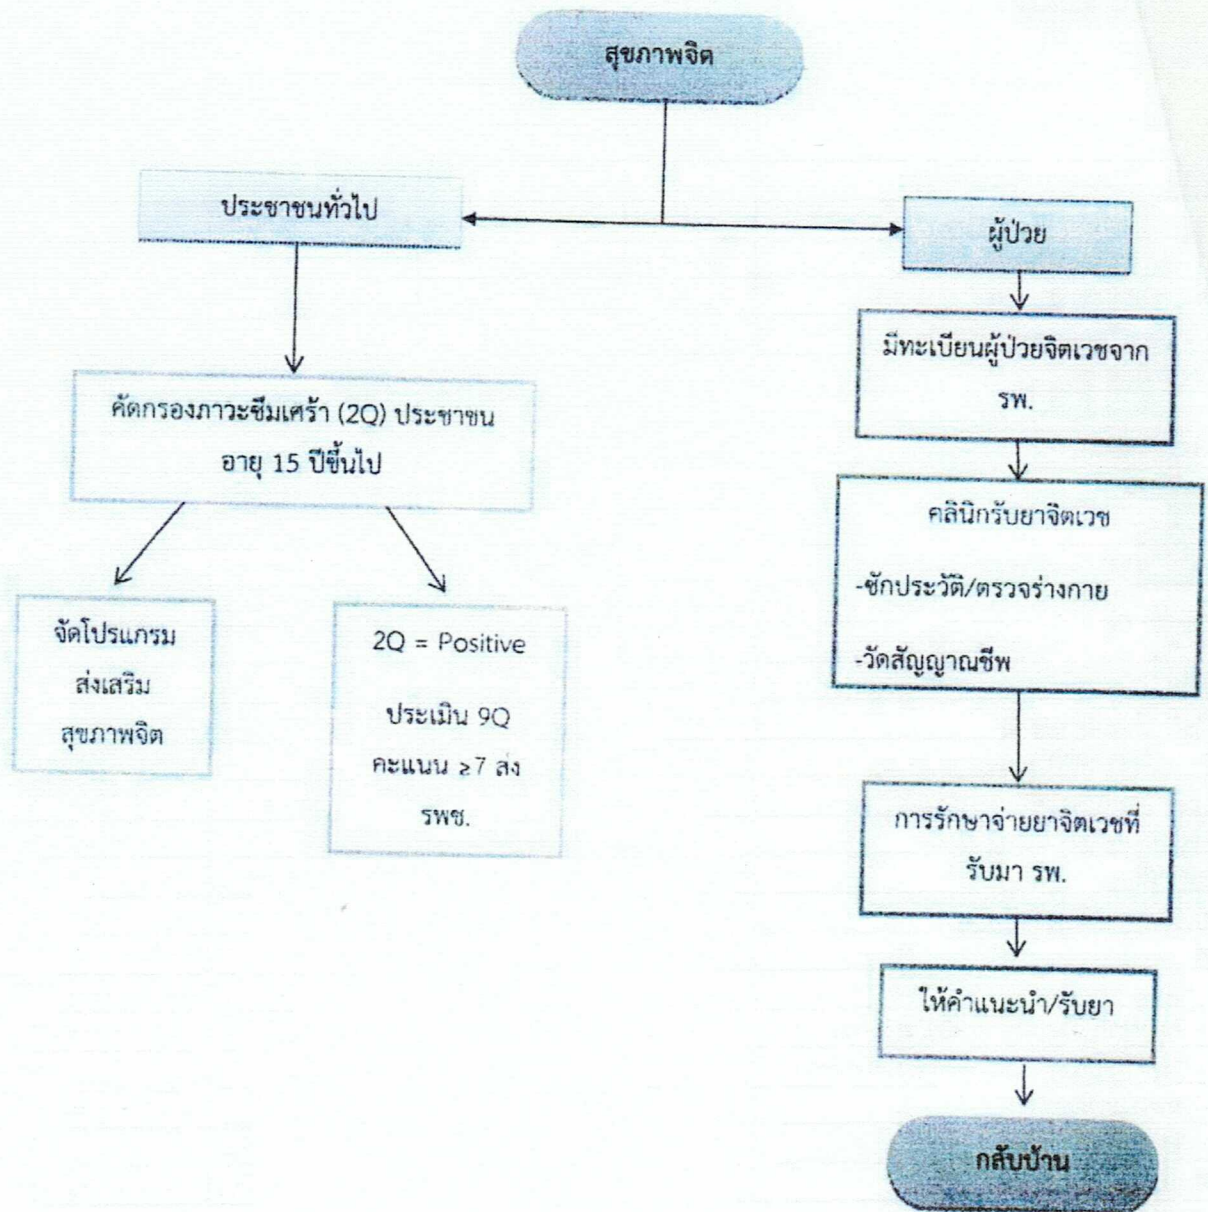 สุขภาพจิต
ประชาชนทั่วไป
คัดกรองภาวะซึมเศร้า (2Q) ประชาชน
อายุ 15 ปีขึ้นไป
จัดโปรแกรม
ส่งเสริม
สุขภาพจิต
2Q = Positive
ประเมิน 9Q
คะแนน ≥7 ส่ง
รพช.
ผู้ป่วย
มีทะเบียนผู้ป่วยจิตเวชจาก
รพ.
คลินิกรับยาจิตเวช
-ซักประวัติ/ตรวจร่างกาย
-วัดสัญญาณชีพ
การรักษาจ่ายยาจิตเวชที่
รับมา รพ.
ให้คำแนะนำ/รับยา
กลับบ้าน